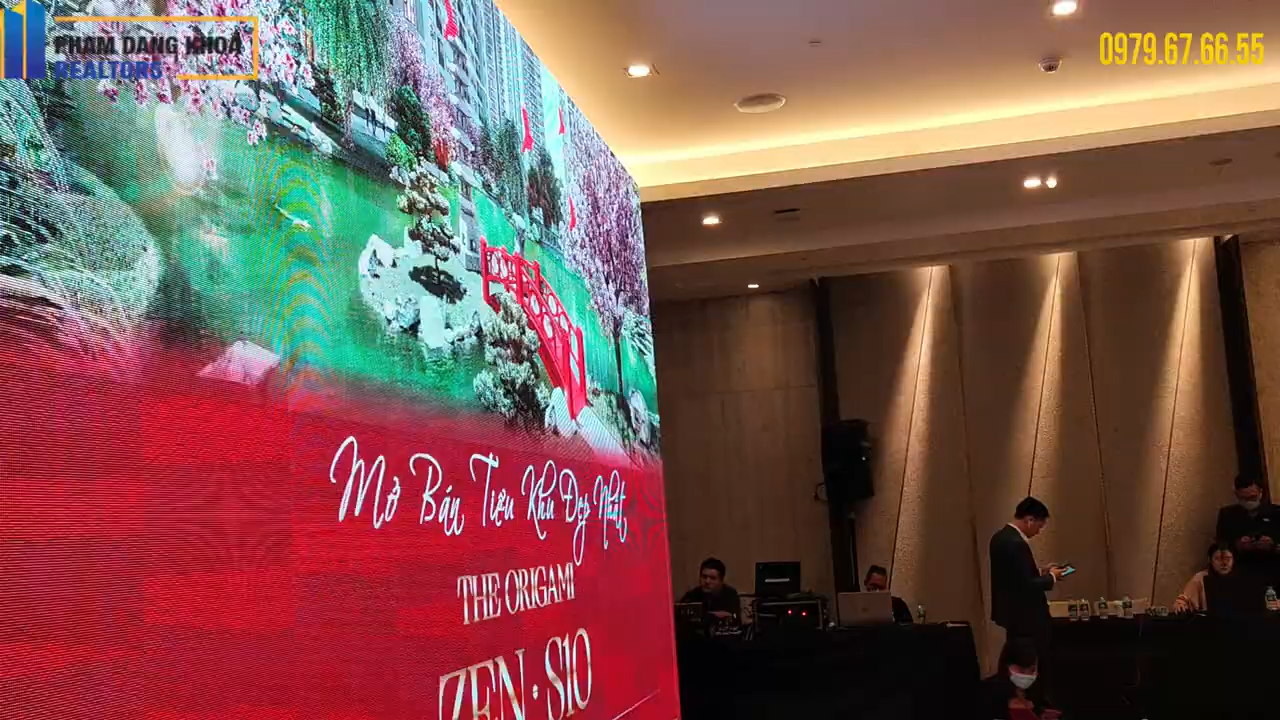 PHAM DANG KHOA
REALTORS
0979.67.66.55
Mở Bán Tiểu Khu Đẹp Nhất
THE ORIGAMI
ZEN · S10